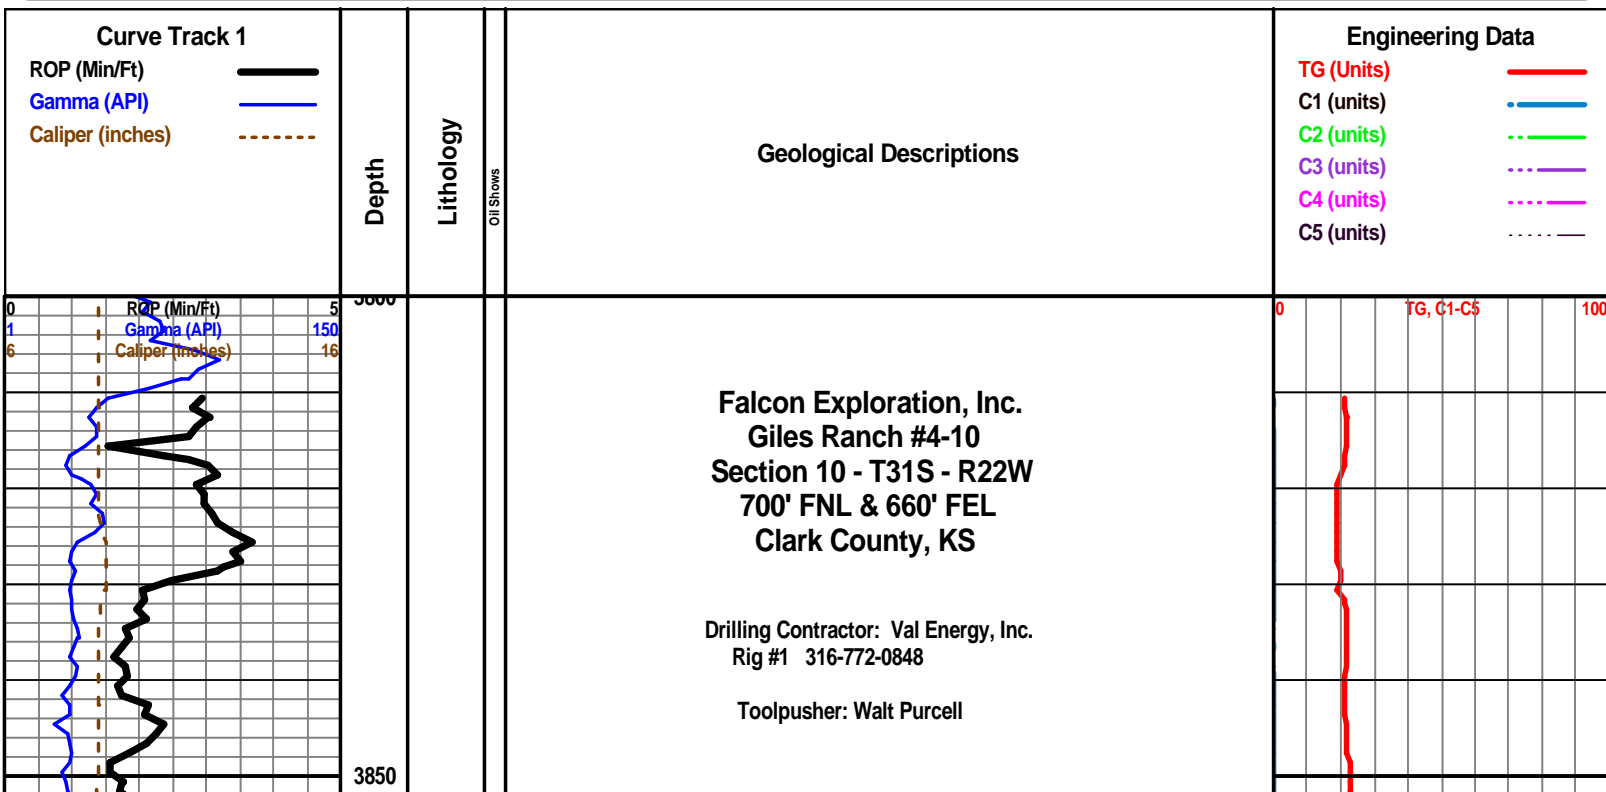 Curve Track 1
ROP (Min/Ft)
Gamma (API)
Caliper (inches)
Depth
Lithology
Oil Shows
Geological Descriptions
Engineering Data
TG (Units)
C1 (units)
C2 (units)
C3 (units)
C4 (units)
C5 (units)
0 ROP (Min/Ft) 5
1 Gamma (API) 150
6 Caliper (inches) 16
3800
0 TG, C1-C5 100
Falcon Exploration, Inc.
Giles Ranch #4-10
Section 10 - T31S - R22W
700' FNL & 660' FEL
Clark County, KS
Drilling Contractor: Val Energy, Inc.
Rig #1 316-772-0848
Toolpusher: Walt Purcell
3850